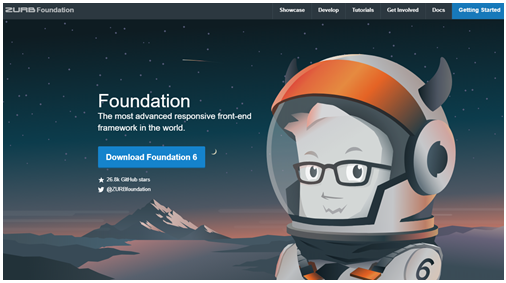 ZURB Foundation
Showcase
Develop
Tutorials
Get Involved
Docs
Getting Started
Foundation
The most advanced responsive front-end
framework in the world.
Download Foundation 6
26.8k GitHub stars
@ZURBfoundation
6